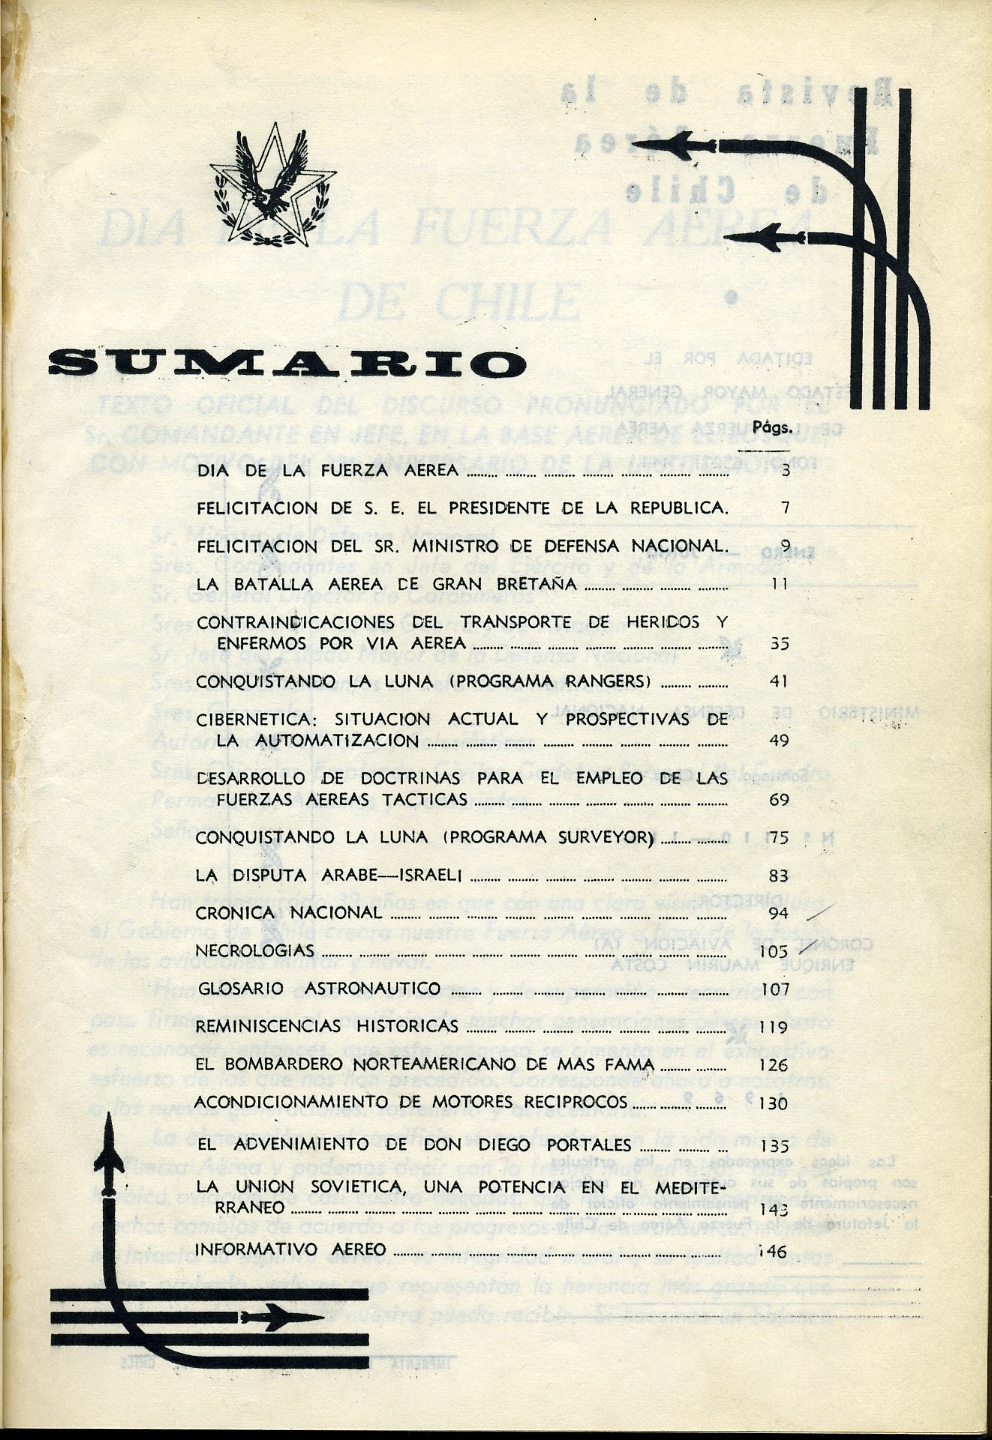 SUMARIO
Págs.
DIA DE LA FUERZA AEREA ........ 3
FELICITACION DE S. E. EL PRESIDENTE DE LA REPUBLICA. 7
FELICITACION DEL SR. MINISTRO DE DEFENSA NACIONAL. 9
LA BATALLA AEREA DE GRAN BRETAÑA ........ 11
CONTRAINDICACIONES DEL TRANSPORTE DE HERIDOS Y
ENFERMOS POR VIA AEREA ........ 35
CONQUISTANDO LA LUNA (PROGRAMA RANGERS) ........ 41
CIBERNETICA: SITUACION ACTUAL Y PROSPECTIVAS DE
LA AUTOMATIZACION ........ 49
DESARROLLO DE DOCTRINAS PARA EL EMPLEO DE LAS
FUERZAS AEREAS TACTICAS ........ 69
CONQUISTANDO LA LUNA (PROGRAMA SURVEYOR) ........ 75
LA DISPUTA ARABE—ISRAELI ........ 83
CRONICA NACIONAL ........ 94
NECROLOGIAS ........ 105
GLOSARIO ASTRONAUTICO ........ 107
REMINISCENCIAS HISTORICAS ........ 119
EL BOMBARDERO NORTEAMERICANO DE MAS FAMA ........ 126
ACONDICIONAMIENTO DE MOTORES RECIPROCOS ........ 130
EL ADVENIMIENTO DE DON DIEGO PORTALES ........ 135
LA UNION SOVIETICA, UNA POTENCIA EN EL MEDITE-
RRANEO ........ 143
INFORMATIVO AEREO ........ 146